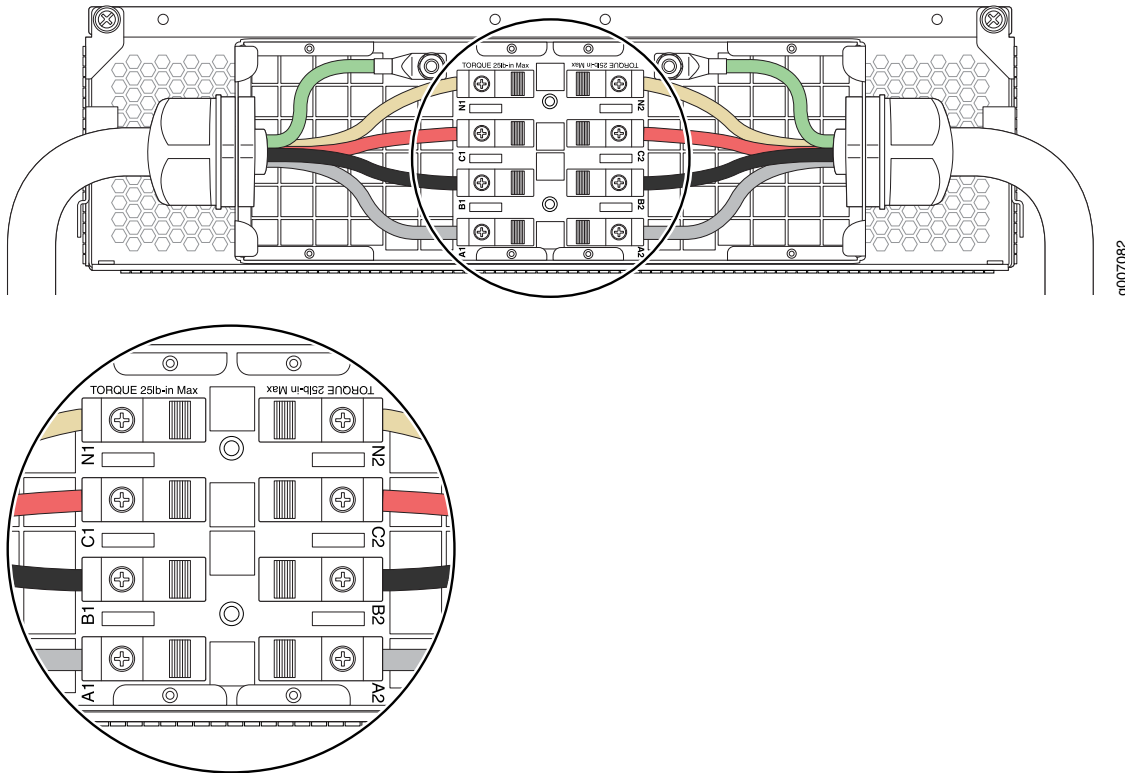 TORQUE 25lb-in Max TORQUE 25lb-in Max
N1 N2
C1 C2
B1 B2
A1 A2
g007082
TORQUE 25lb-in Max TORQUE 25lb-in Max
N1 N2
C1 C2
B1 B2
A1 A2